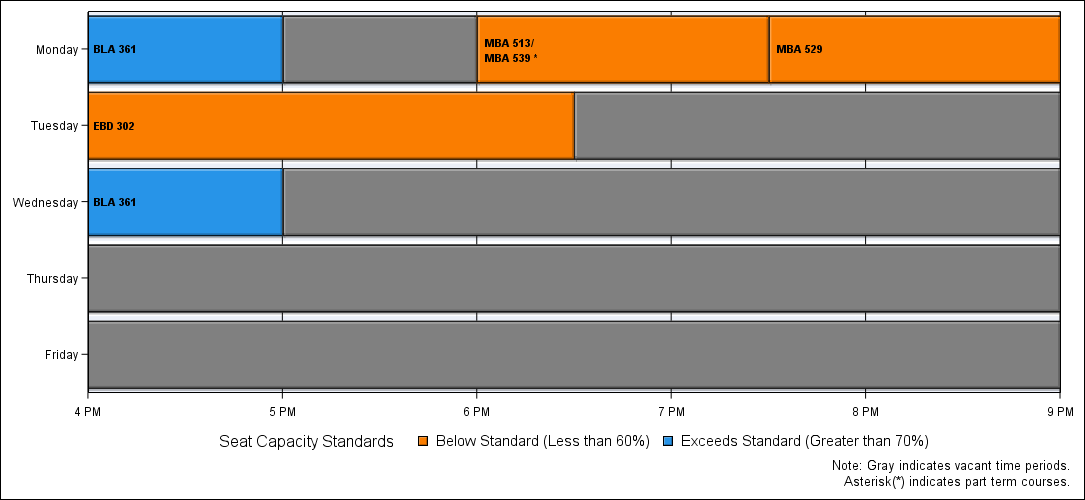 Monday
BLA 361
MBA 513/
MBA 539 *
MBA 529
Tuesday
EBD 302
Wednesday
BLA 361
Thursday
Friday
4 PM 5 PM 6 PM 7 PM 8 PM 9 PM
Seat Capacity Standards Below Standard (Less than 60%) Exceeds Standard (Greater than 70%)
Note: Gray indicates vacant time periods.
Asterisk(*) indicates part term courses.